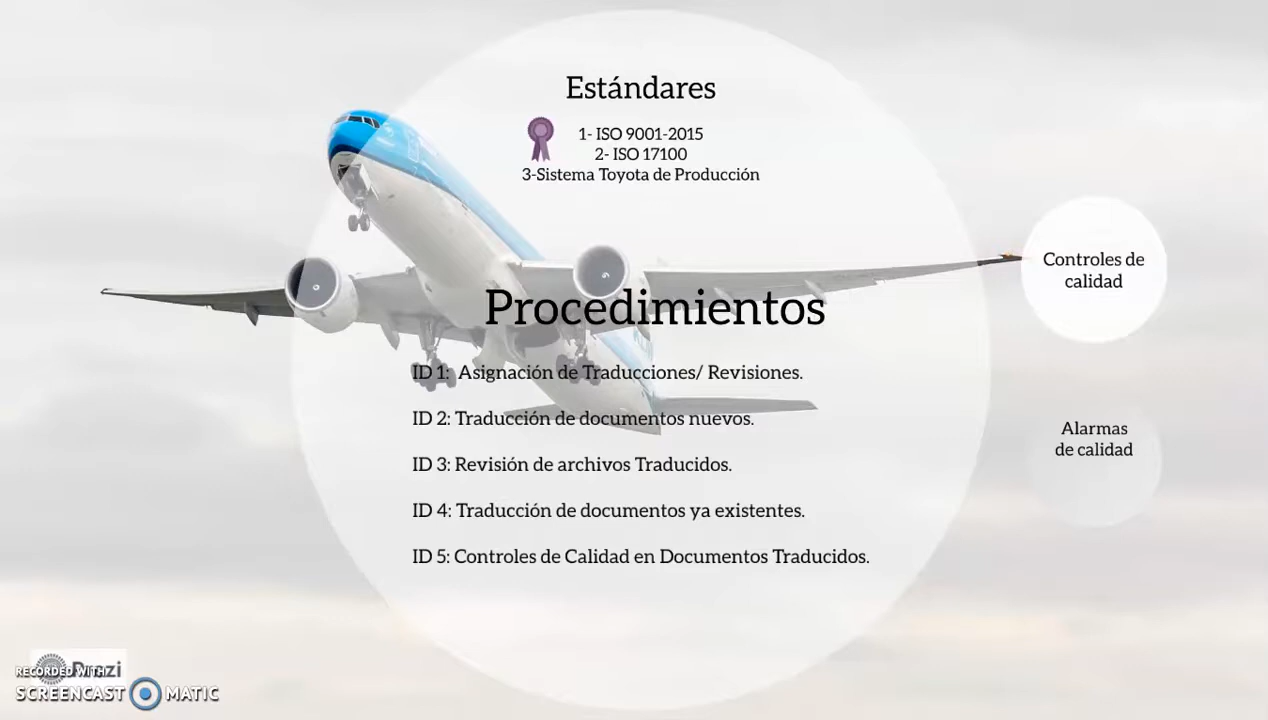 Estándares
1- ISO 9001-2015
2- ISO 17100
3-Sistema Toyota de Producción
Procedimientos
ID 1:  Asignación de Traducciones/ Revisiones.
ID 2: Traducción de documentos nuevos.
ID 3: Revisión de archivos Traducidos.
ID 4: Traducción de documentos ya existentes.
ID 5: Controles de Calidad en Documentos Traducidos.
Controles de
calidad
Alarmas
de calidad
Prezi
RECORDED WITH
SCREENCAST MATIC